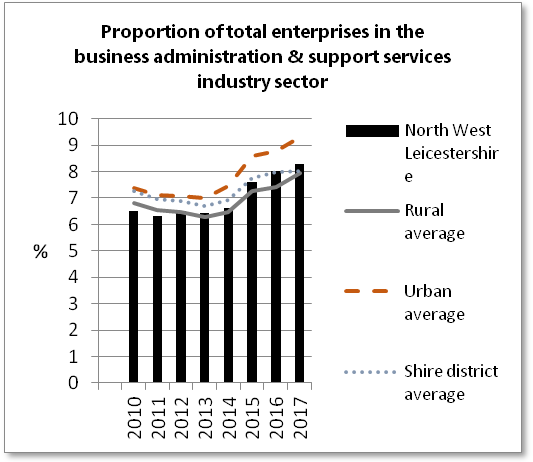 Proportion of total enterprises in the
business administration & support services
industry sector
10
9
8
7
6
5
4
3
2
1
0
%
2010
2011
2012
2013
2014
2015
2016
2017
North West
Leicestershir
e
Rural
average
Urban
average
Shire district
average